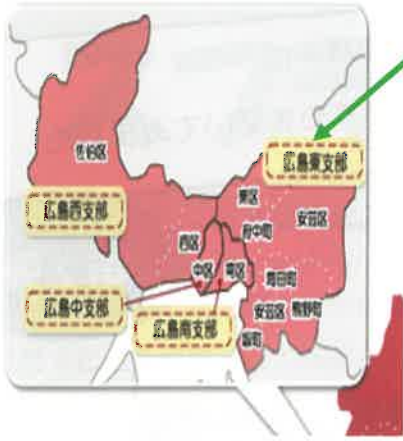 佐伯区
広島東支部
東区
安芸区
広島西支部
府中町
西区
中区
南区
海田町
広島中支部
安芸区
熊野町
広島南支部
坂町